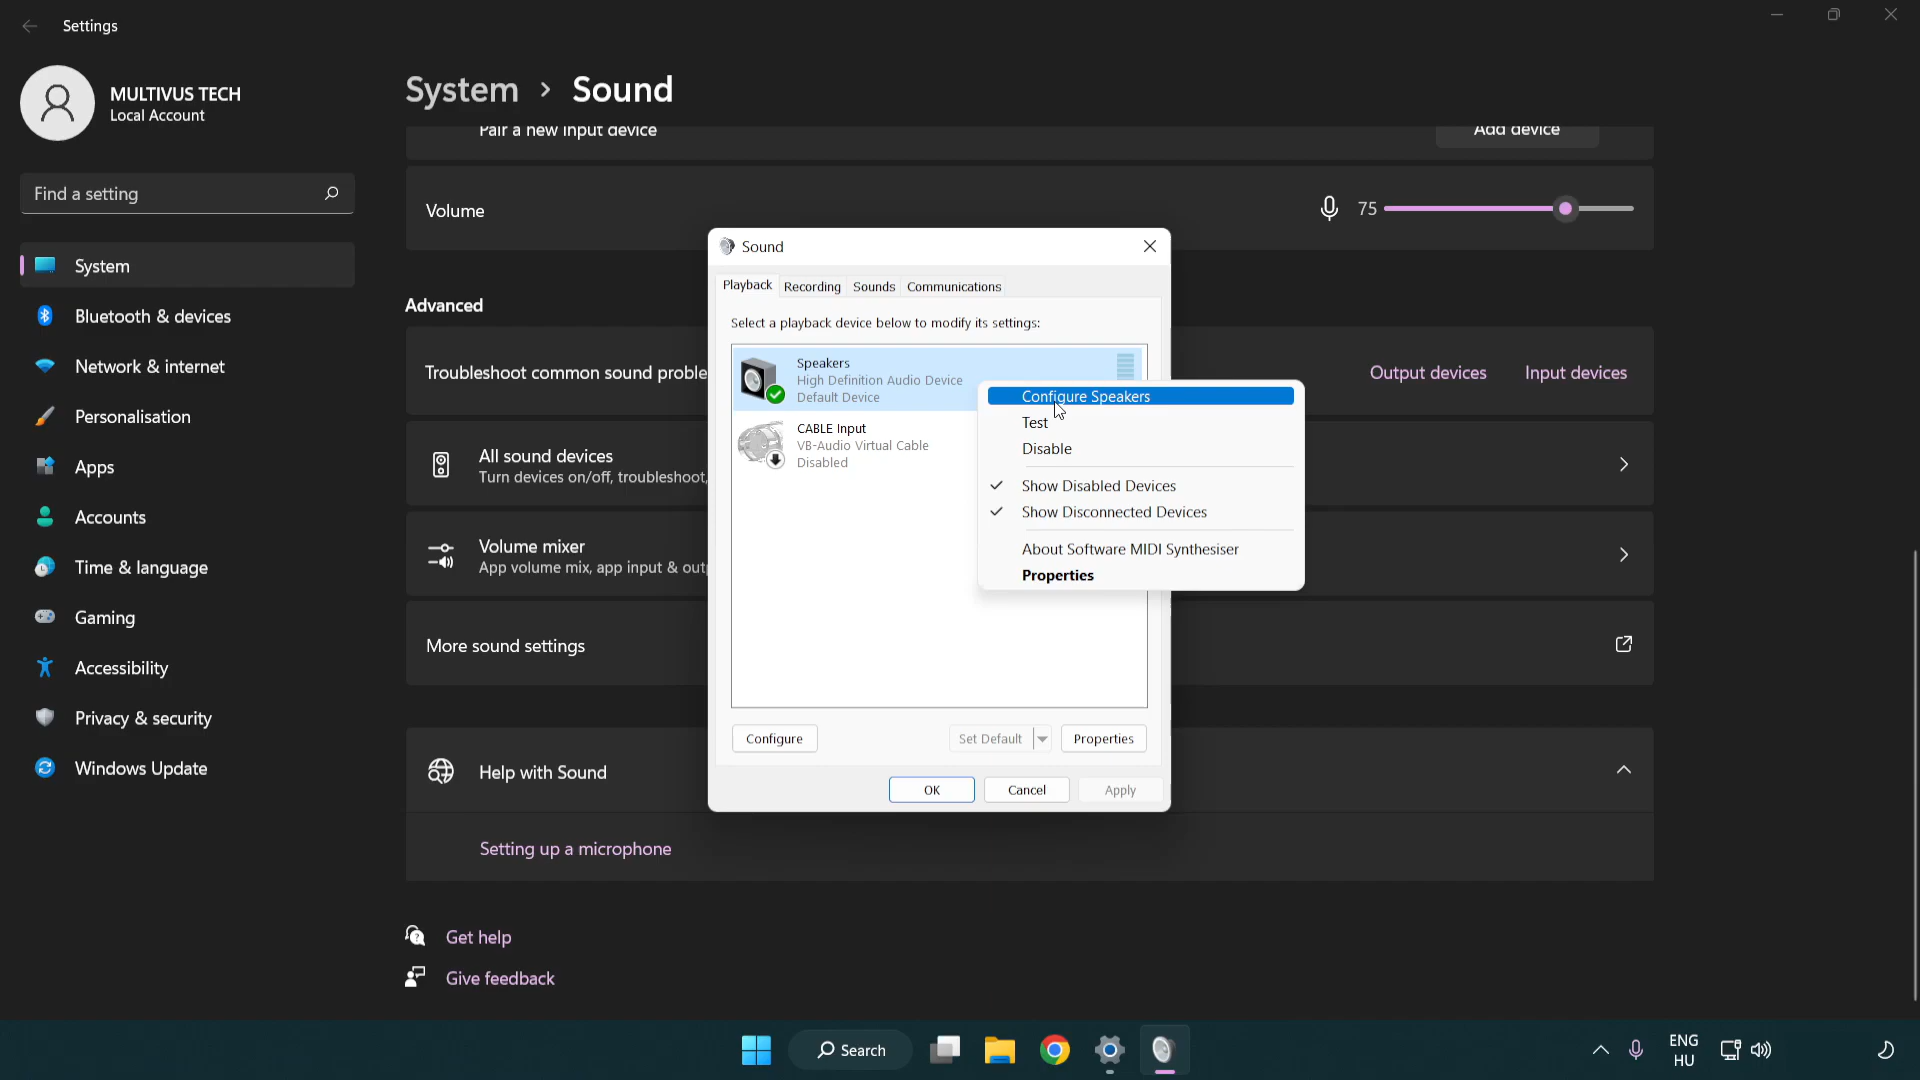 Settings
MULTIVUS TECH
Local Account
Find a setting
System
Bluetooth & devices
Network & internet
Personalisation
Apps
Accounts
Time & language
Gaming
Accessibility
Privacy & security
Windows Update
System > Sound
Pair a new input device
Add device
Volume
75
Advanced
Troubleshoot common sound proble
Output devices
Input devices
All sound devices
Turn devices on/off, troubleshoot,
Volume mixer
App volume mix, app input & out
More sound settings
Help with Sound
Setting up a microphone
Get help
Give feedback
Sound
Playback Recording Sounds Communications
Select a playback device below to modify its settings:
Speakers
High Definition Audio Device
Default Device
CABLE Input
VB-Audio Virtual Cable
Disabled
Configure Speakers
Test
Disable
Show Disabled Devices
Show Disconnected Devices
About Software MIDI Synthesiser
Properties
Configure
Set Default
Properties
OK
Cancel
Apply
Search
ENG
HU